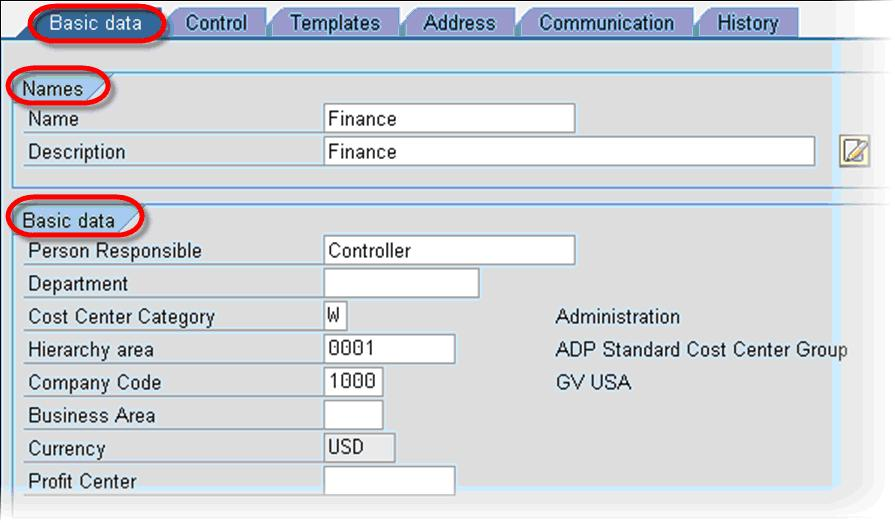 Basic data Control Templates Address Communication History
Names
Name Finance
Description Finance
Basic data
Person Responsible Controller
Department
Cost Center Category W Administration
Hierarchy area 0001 ADP Standard Cost Center Group
Company Code 1000 GV USA
Business Area
Currency USD
Profit Center